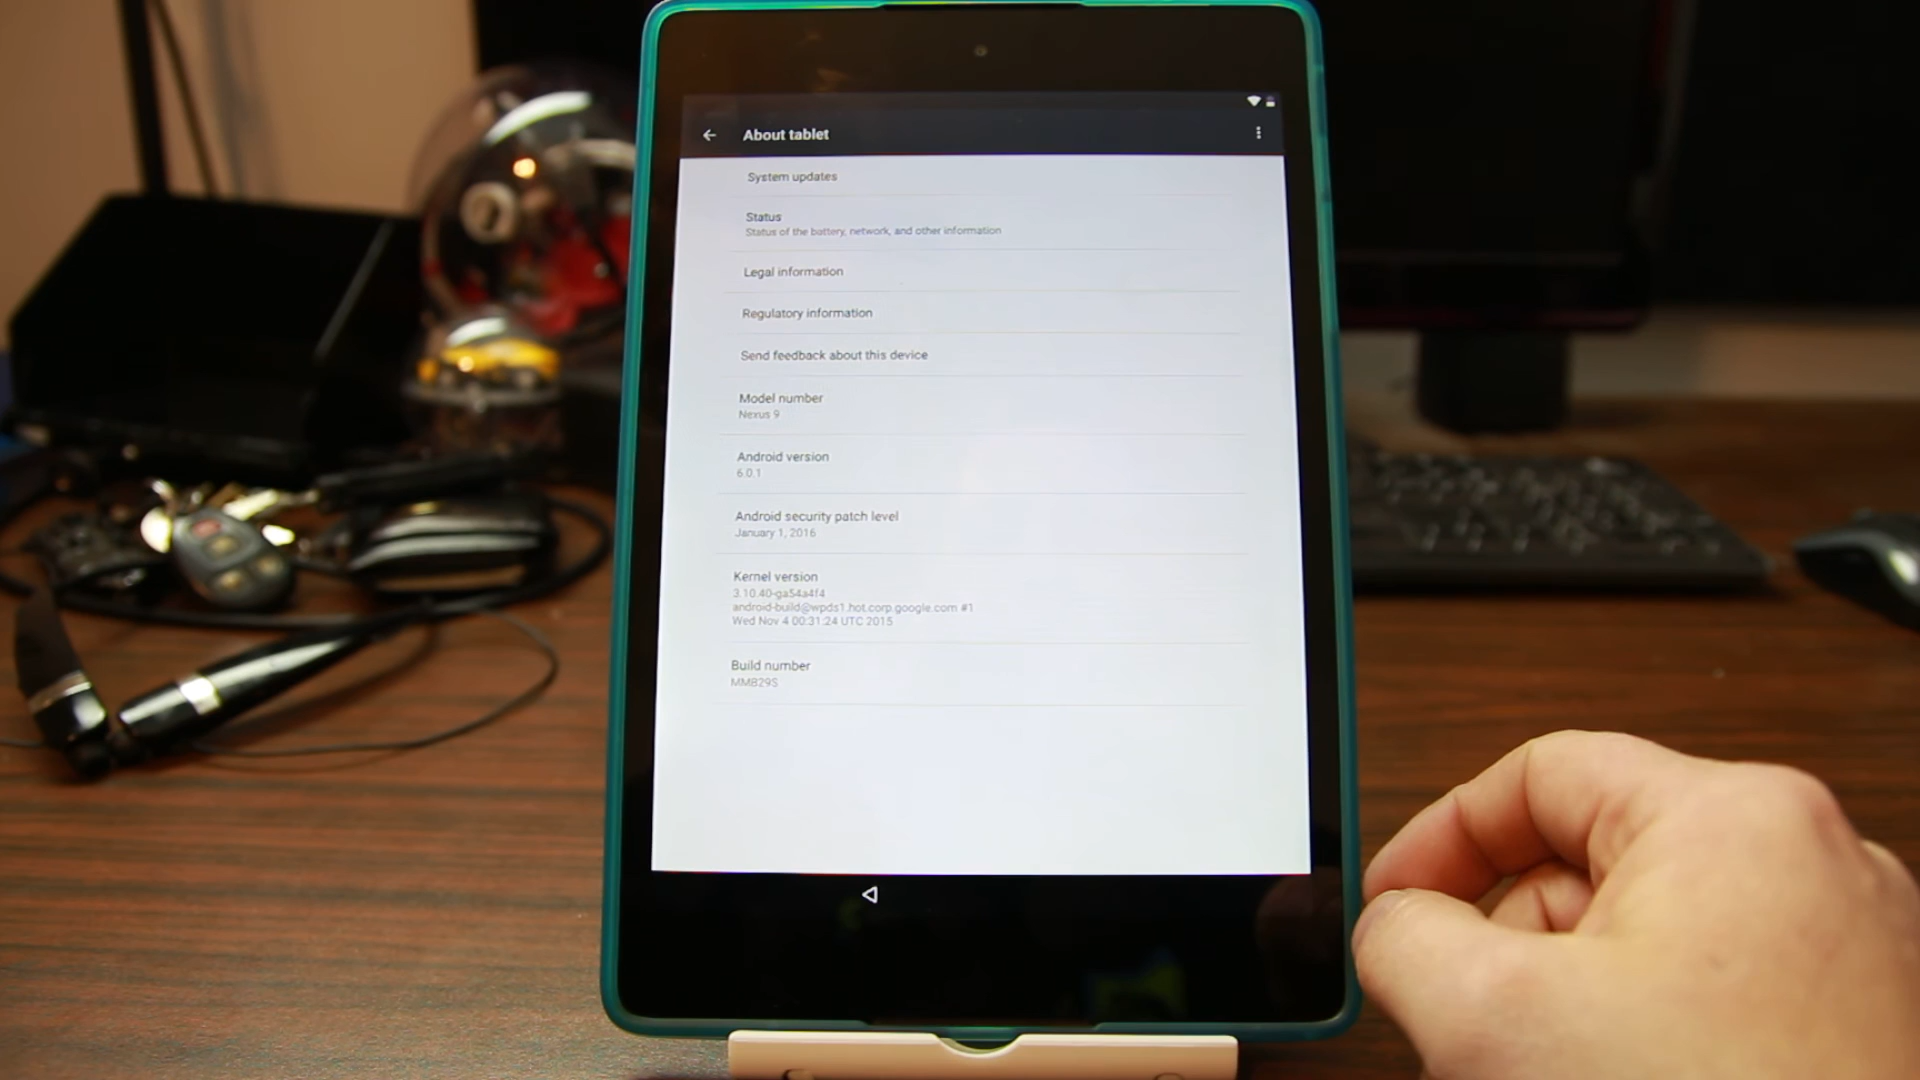 About tablet
System updates
Status
Status of the battery, network, and other information
Legal information
Regulatory information
Send feedback about this device
Model number
Nexus 9
Android version
6.0.1
Android security patch level
January 1, 2016
Kernel version
3.10.40-ga54a4f4
android-build@wpds1.hot.corp.google.com #1
Wed Nov 4 00:31:24 UTC 2015
Build number
MMB29S